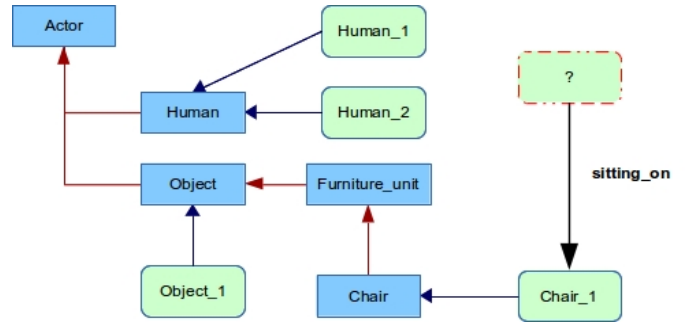 Actor
Human_1
?
Human
Human_2
Object
Furniture_unit
sitting_on
Object_1
Chair
Chair_1